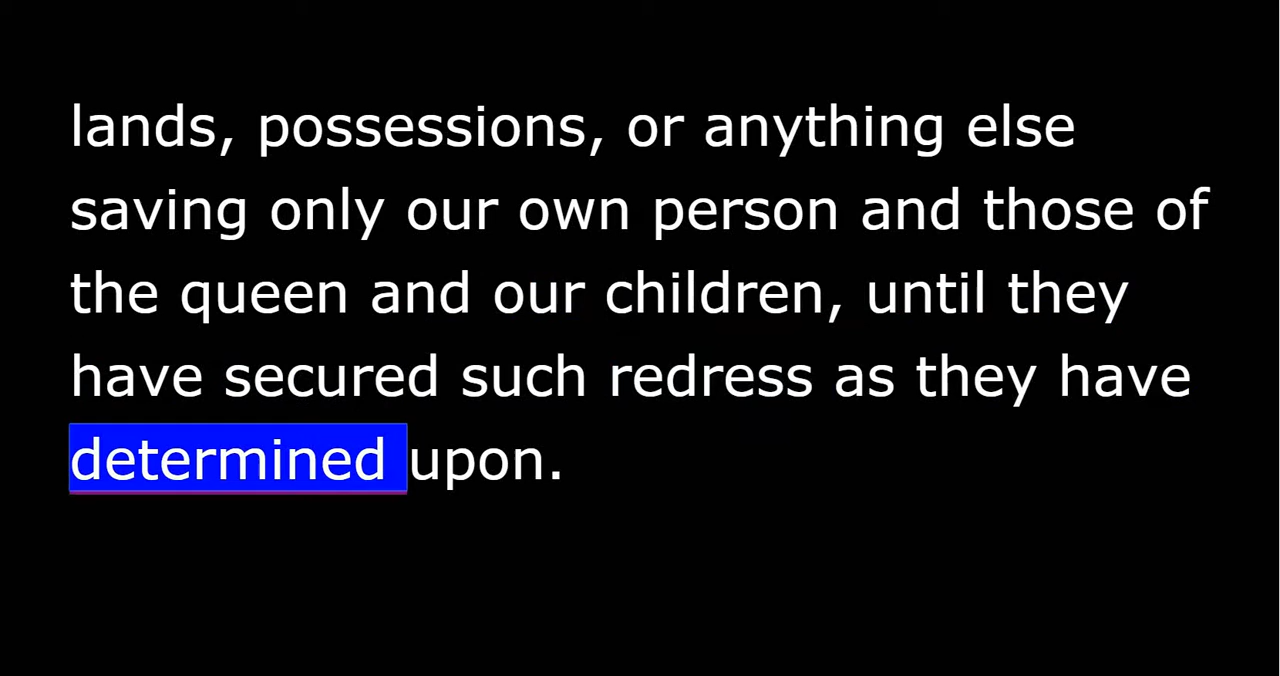 lands, possessions, or anything else
saving only our own person and those of
the queen and our children, until they
have secured such redress as they have
determined upon.